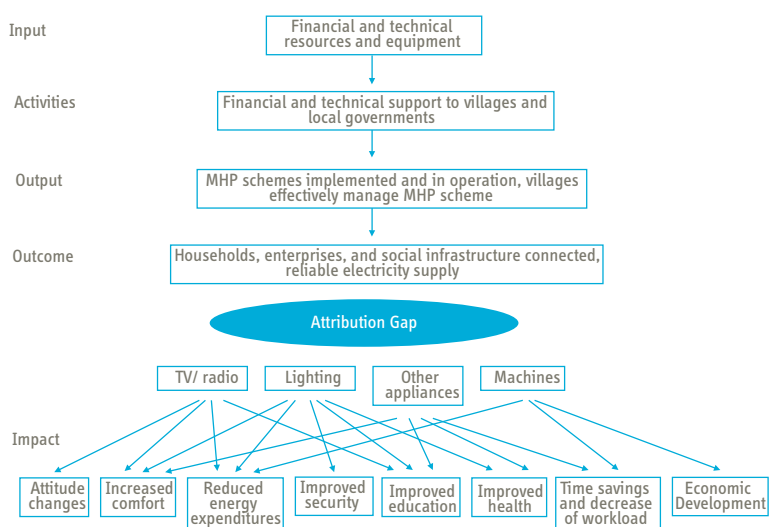 Input
Financial and technical
resources and equipment
Activities
Financial and technical support to villages and
local governments
Output
MHP schemes implemented and in operation, villages
effectively manage MHP scheme
Outcome
Households, enterprises, and social infrastructure connected,
reliable electricity supply
Attribution Gap
TV/ radio
Lighting
Other
appliances
Machines
Impact
Attitude
changes
Increased
comfort
Reduced
energy
expenditures
Improved
security
Improved
education
Improved
health
Time savings
and decrease
of workload
Economic
Development